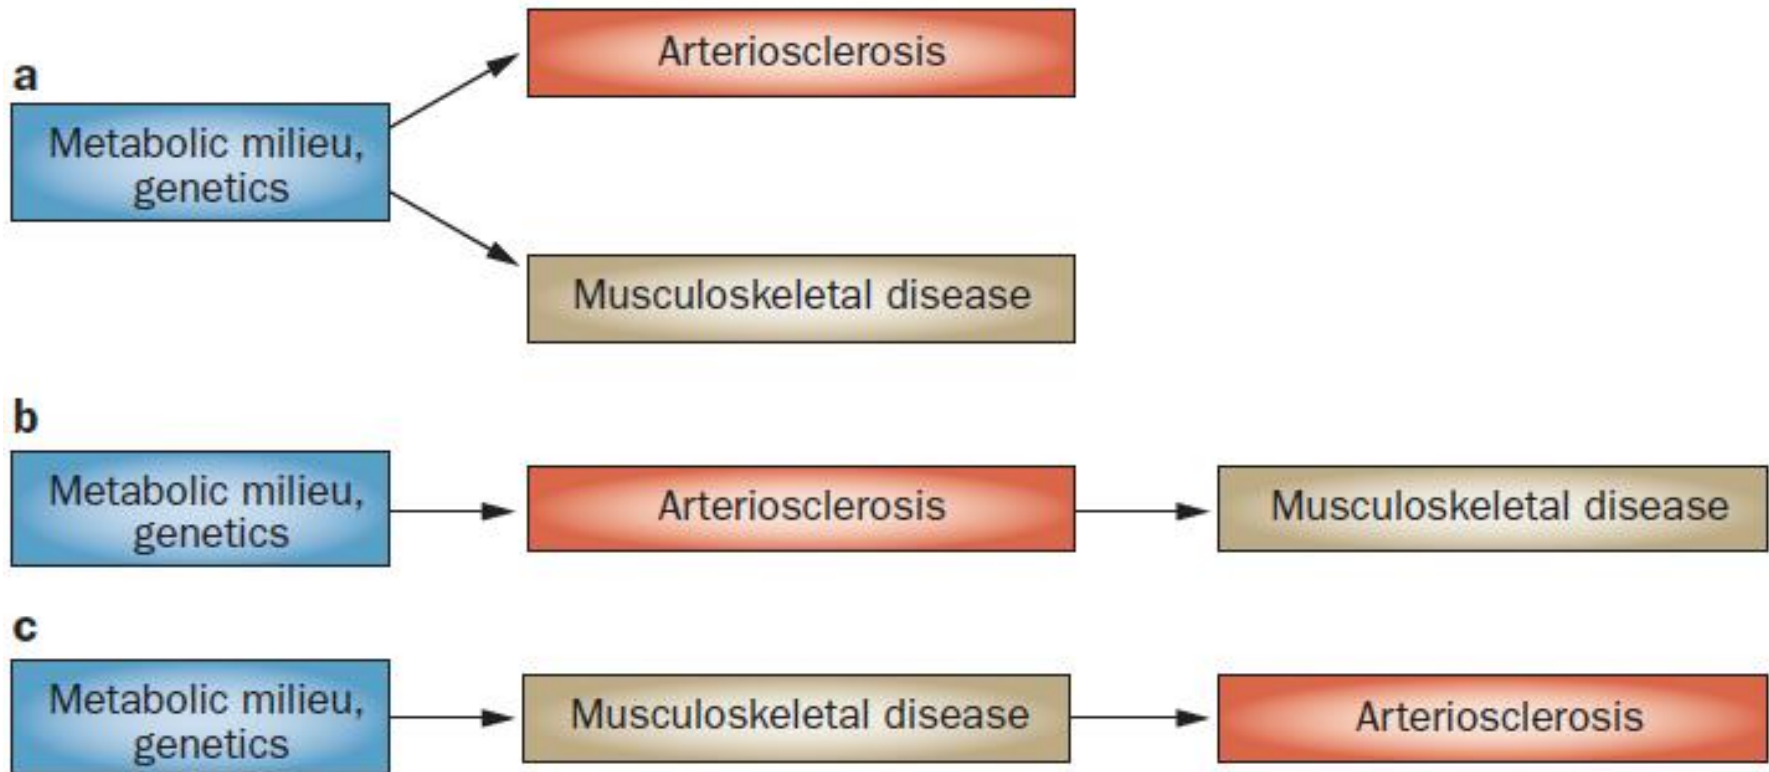 a
Metabolic milieu,
genetics
Arteriosclerosis
Musculoskeletal disease
b
Metabolic milieu,
genetics
Arteriosclerosis
Musculoskeletal disease
c
Metabolic milieu,
genetics
Musculoskeletal disease
Arteriosclerosis